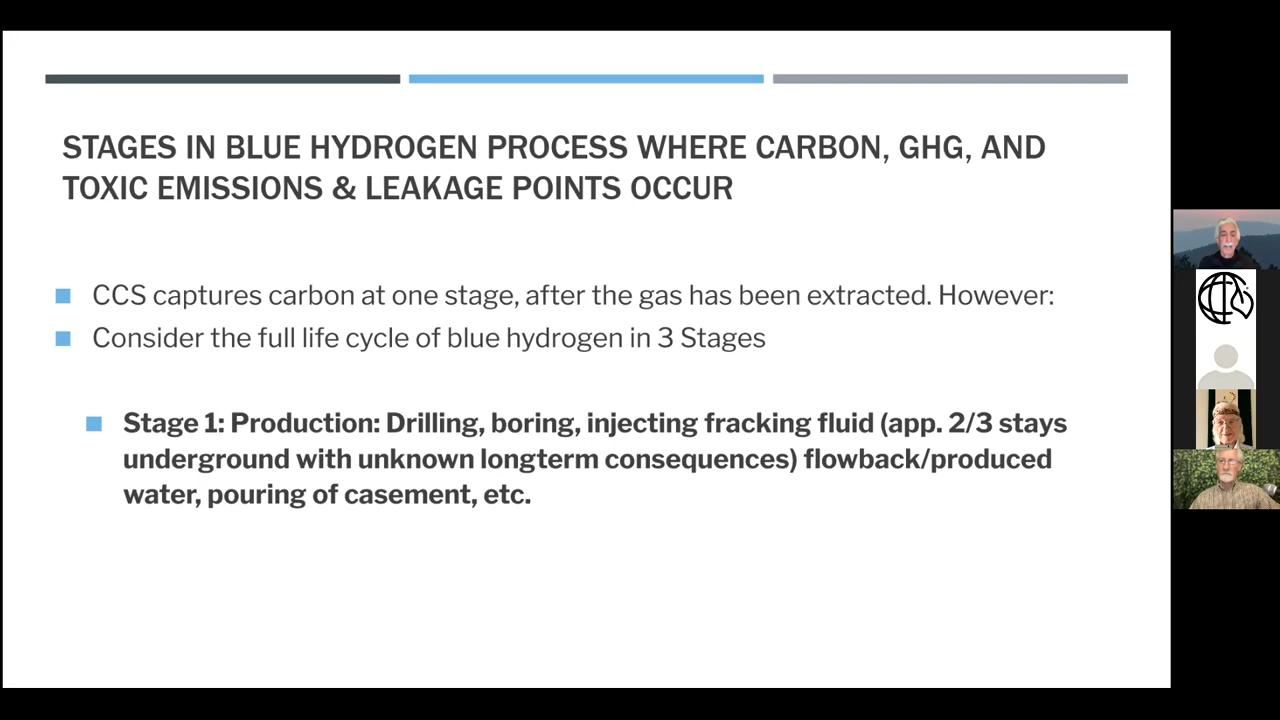 STAGES IN BLUE HYDROGEN PROCESS WHERE CARBON, GHG, AND
TOXIC EMISSIONS & LEAKAGE POINTS OCCUR
CCS captures carbon at one stage, after the gas has been extracted. However:
Consider the full life cycle of blue hydrogen in 3 Stages
Stage 1: Production: Drilling, boring, injecting fracking fluid (app. 2/3 stays
underground with unknown longterm consequences) flowback/produced
water, pouring of casement, etc.